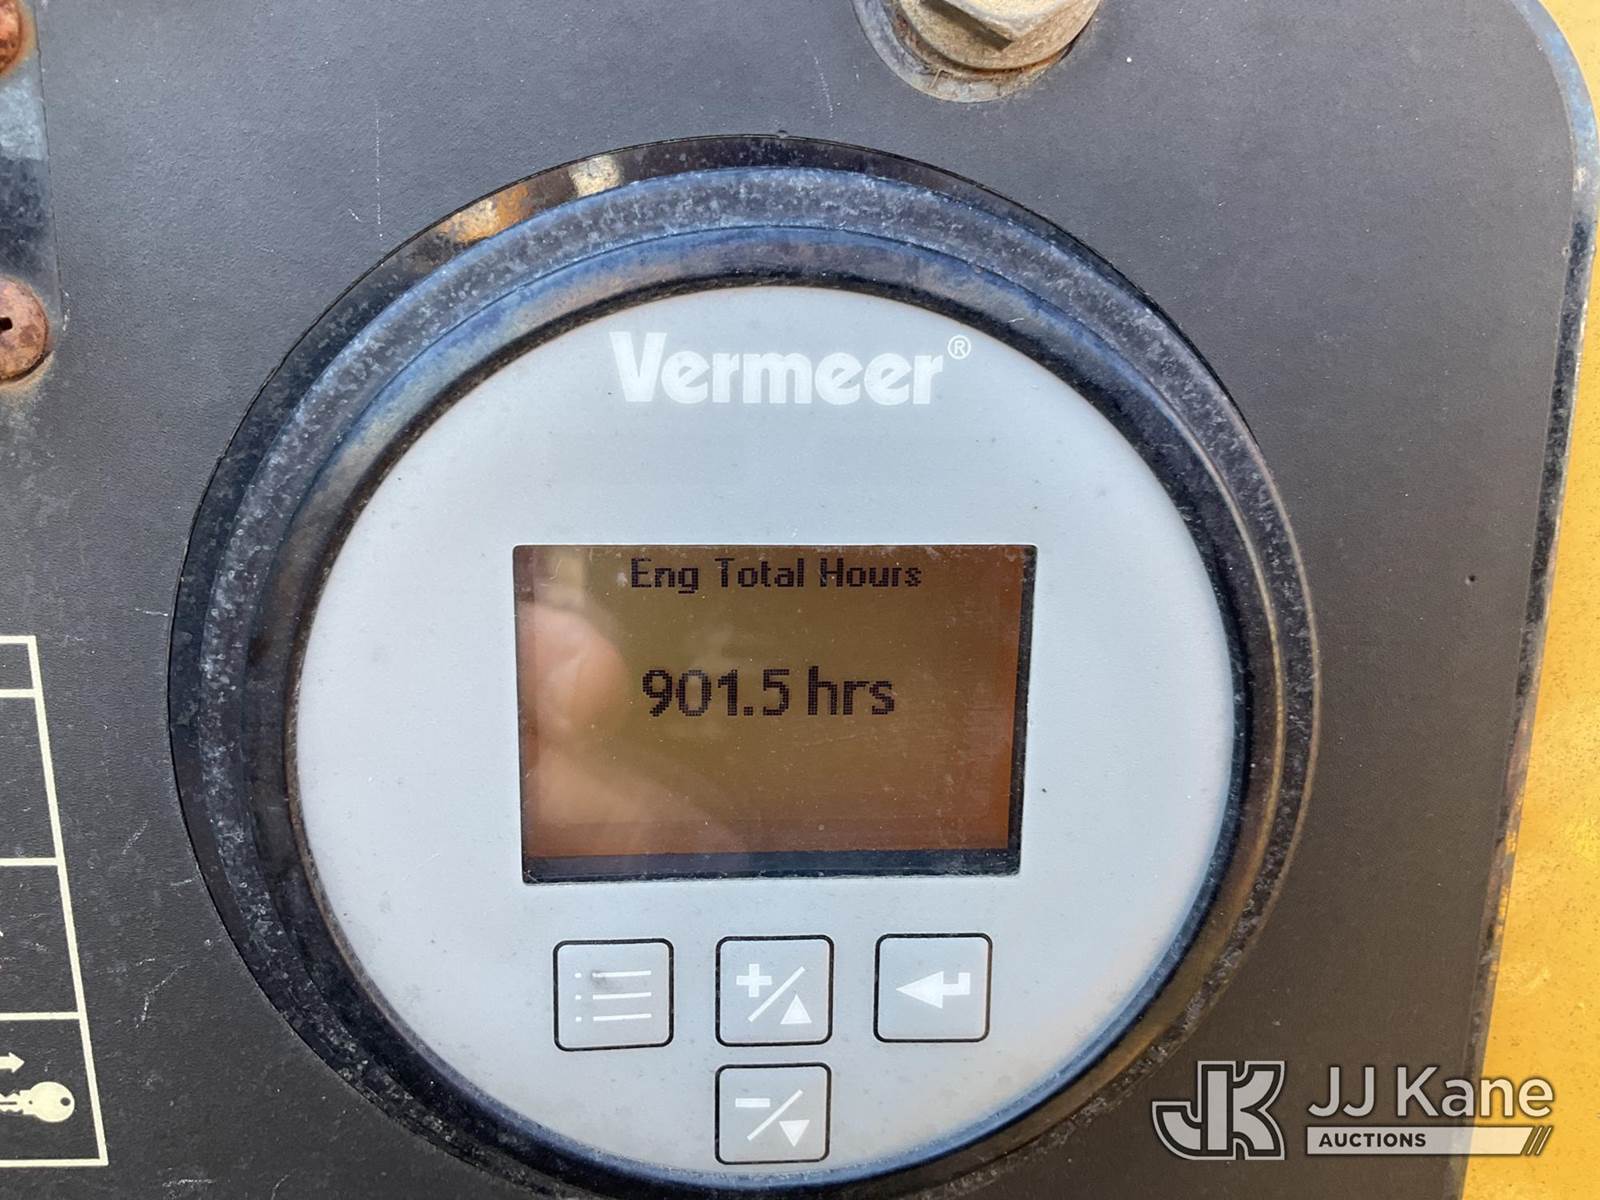 Vermeer®
Eng Total Hours
901.5 hrs
JJ Kane
AUCTIONS